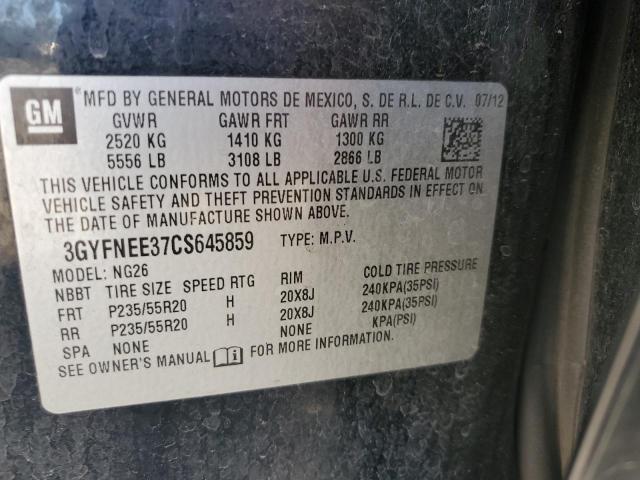 GM ® MFD BY GENERAL MOTORS DE MEXICO, S. DE R.L. DE C.V. 07/12
GVWR GAWR FRT GAWR RR
2520 KG 1410 KG 1300 KG
5556 LB 3108 LB 2866 LB
THIS VEHICLE CONFORMS TO ALL APPLICABLE U.S. FEDERAL MOTOR
VEHICLE SAFETY AND THEFT PREVENTION STANDARDS IN EFFECT ON
THE DATE OF MANUFACTURE SHOWN ABOVE.
3GYFNEE37CS645859 TYPE: M.P.V.
MODEL: NG26
NBBT TIRE SIZE SPEED RTG RIM COLD TIRE PRESSURE
FRT P235/55R20 H 20X8J 240KPA(35PSI)
RR P235/55R20 H 20X8J 240KPA(35PSI)
SPA NONE NONE KPA(PSI)
SEE OWNER'S MANUAL FOR MORE INFORMATION.